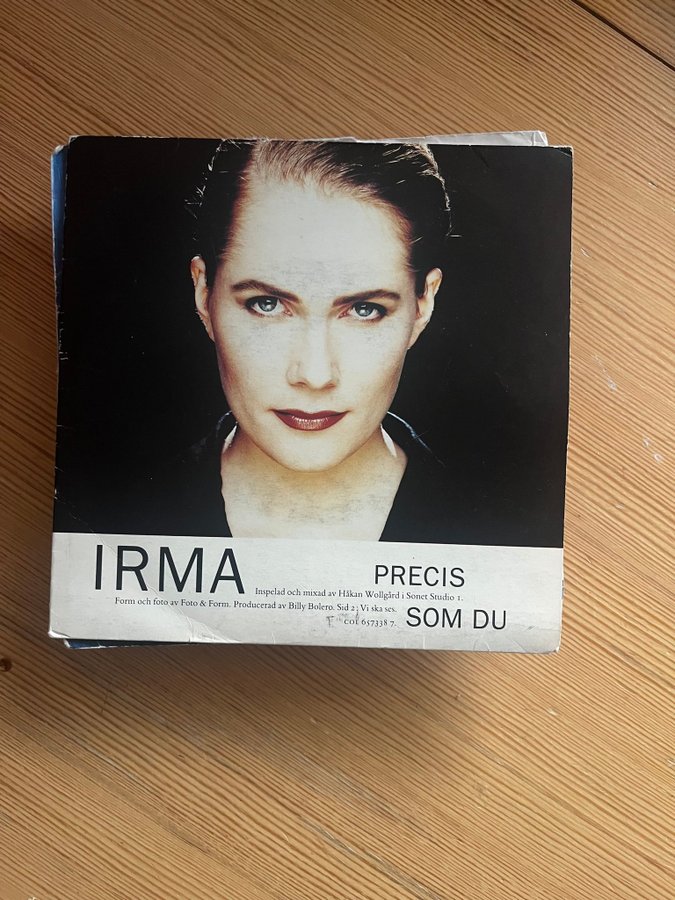 IRMA
PRECIS
Inspelad och mixad av Håkan Wollgård i Sonet Studio 1.
Form och foto av Foto & Form. Producerad av Billy Bolero. Sid 2: Vi ska ses.
COL 657338 7.
SOM DU